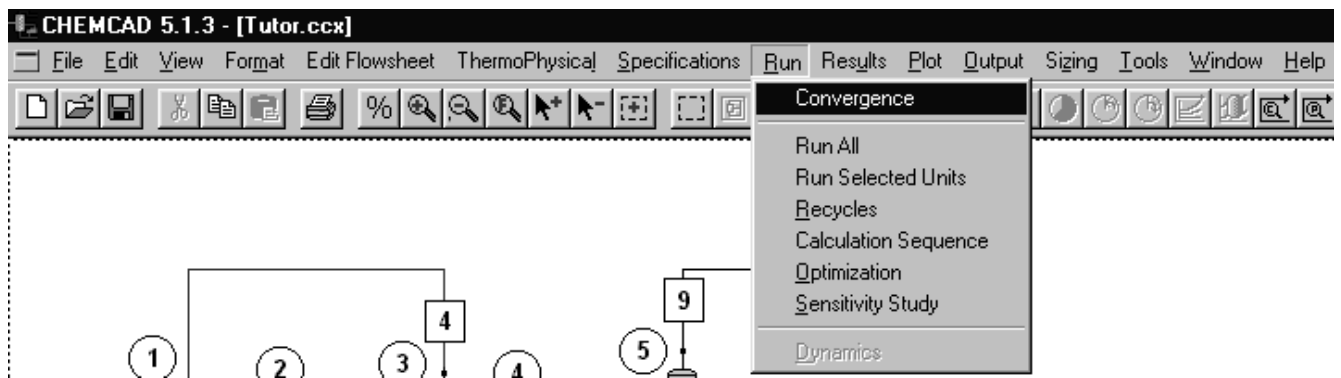 CHEMCAD 5.1.3 - [Tutor.ccx]
File Edit View Format Edit Flowsheet ThermoPhysical Specifications Run Results Plot Output Sizing Tools Window Help
%
Convergence
Run All
Run Selected Units
Recycles
Calculation Sequence
Optimization
Sensitivity Study
Dynamics
9
4
1
2
3
4
5